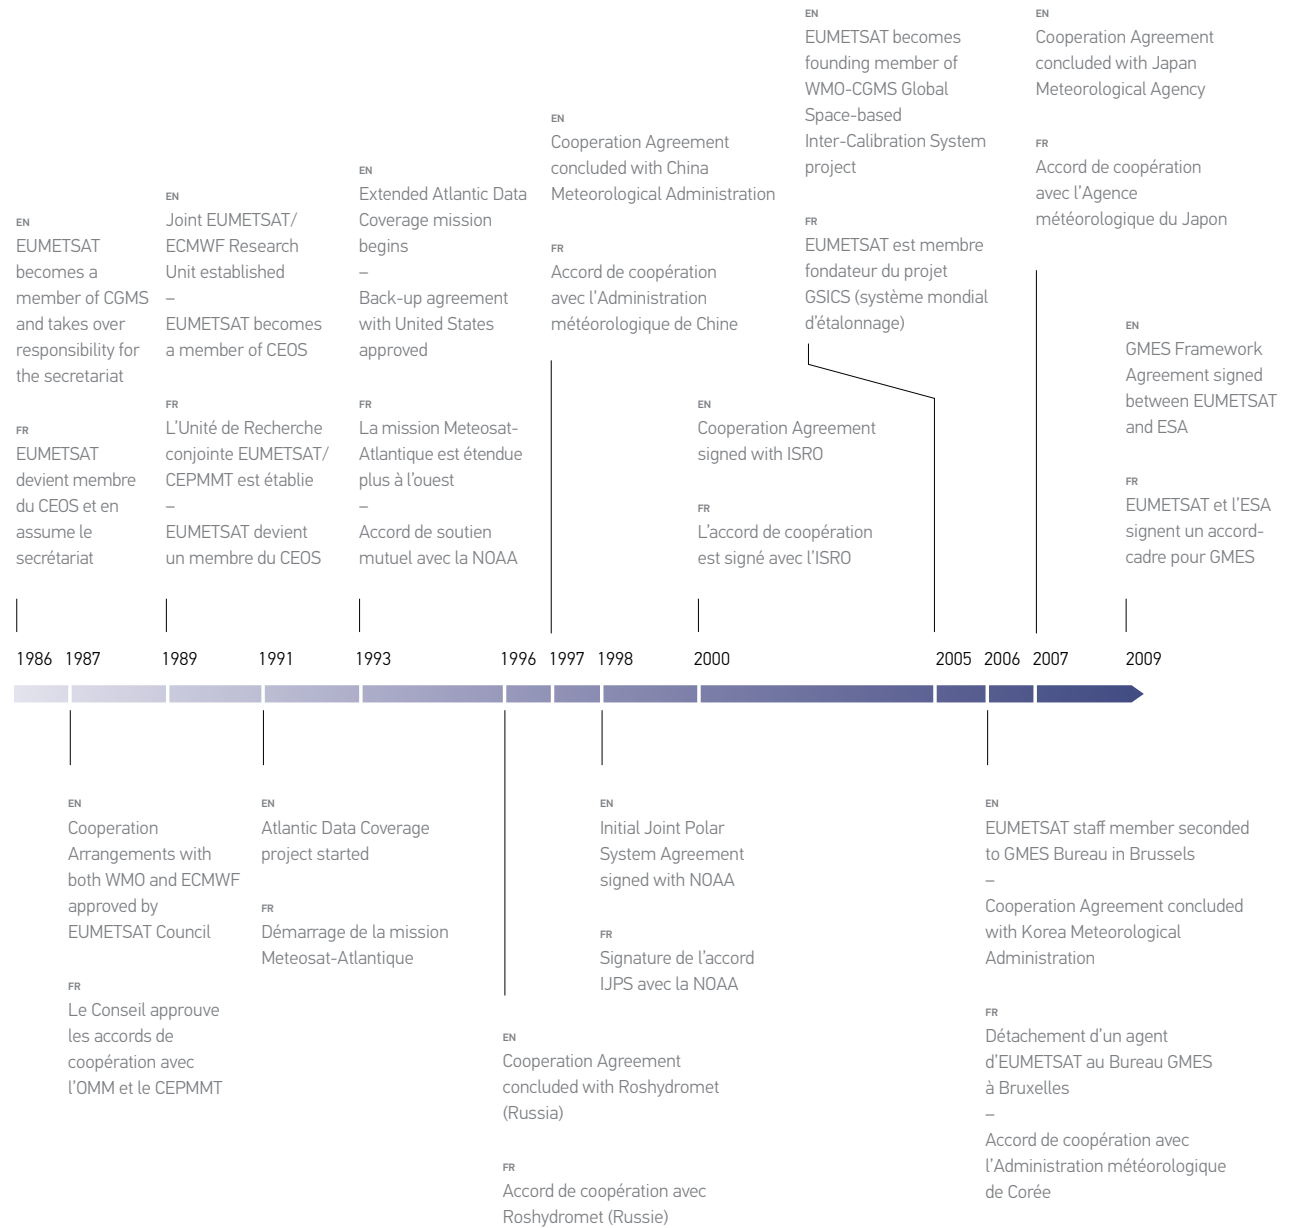 EN
EUMETSAT
becomes a
member of CGMS
and takes over
responsibility for
the secretariat
FR
EUMETSAT
devient membre
du CEOS et en
assume le
secrétariat
EN
Joint EUMETSAT/
ECMWF Research
Unit established
–
EUMETSAT becomes
a member of CEOS
FR
L'Unité de Recherche
conjointe EUMETSAT/
CEPMMT est établie
–
EUMETSAT devient
un membre du CEOS
EN
Extended Atlantic Data
Coverage mission
begins
–
Back-up agreement
with United States
approved
FR
La mission Meteosat-
Atlantique est étendue
plus à l'ouest
–
Accord de soutien
mutuel avec la NOAA
EN
Cooperation Agreement
concluded with China
Meteorological Administration
FR
Accord de coopération
avec l'Administration
météorologique de Chine
EN
Cooperation Agreement
signed with ISRO
FR
L'accord de coopération
est signé avec l'ISRO
EN
EUMETSAT becomes
founding member of
WMO-CGMS Global
Space-based
Inter-Calibration System
project
FR
EUMETSAT est membre
fondateur du projet
GSICS (système mondial
d'étalonnage)
EN
Cooperation Agreement
concluded with Japan
Meteorological Agency
FR
Accord de coopération
avec l'Agence
météorologique du Japon
EN
GMES Framework
Agreement signed
between EUMETSAT
and ESA
FR
EUMETSAT et l'ESA
signent un accord-
cadre pour GMES
1986 1987 1989 1991 1993 1996 1997 1998 2000 2005 2006 2007 2009
EN
Cooperation
Arrangements with
both WMO and ECMWF
approved by
EUMETSAT Council
FR
Le Conseil approuve
les accords de
coopération avec
l'OMM et le CEPMMT
EN
Atlantic Data Coverage
project started
FR
Démarrage de la mission
Meteosat-Atlantique
EN
Cooperation Agreement
concluded with Roshydromet
(Russia)
FR
Accord de coopération avec
Roshydromet (Russie)
EN
Initial Joint Polar
System Agreement
signed with NOAA
FR
Signature de l'accord
IJPS avec la NOAA
EN
EUMETSAT staff member seconded
to GMES Bureau in Brussels
–
Cooperation Agreement concluded
with Korea Meteorological
Administration
FR
Détachement d'un agent
d'EUMETSAT au Bureau GMES
à Bruxelles
–
Accord de coopération avec
l'Administration météorologique
de Corée